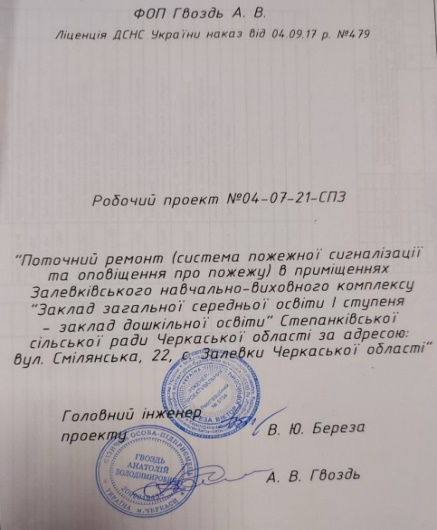 ФОП Гвоздь А. В.
Ліцензія ДСНС України наказ від 04.09.17 р. №479
Робочий проект №04-07-21-СПЗ
"Поточний ремонт (система пожежної сигналізації
та оповіщення про пожежу) в приміщеннях
Залевківського навчально-виховного комплексу
"Заклад загальної середньої освіти І ступеня
- заклад дошкільної освіти" Степанківської
сільської ради Черкаської області за адресою:
вул. Смілянська, 22, с. Залевки Черкаської області"
Головний інженер
проекту
В. Ю. Береза
ГВОЗДЬ
АНАТОЛІЙ
ВОЛОДИМИРОВИЧ
А. В. Гвоздь